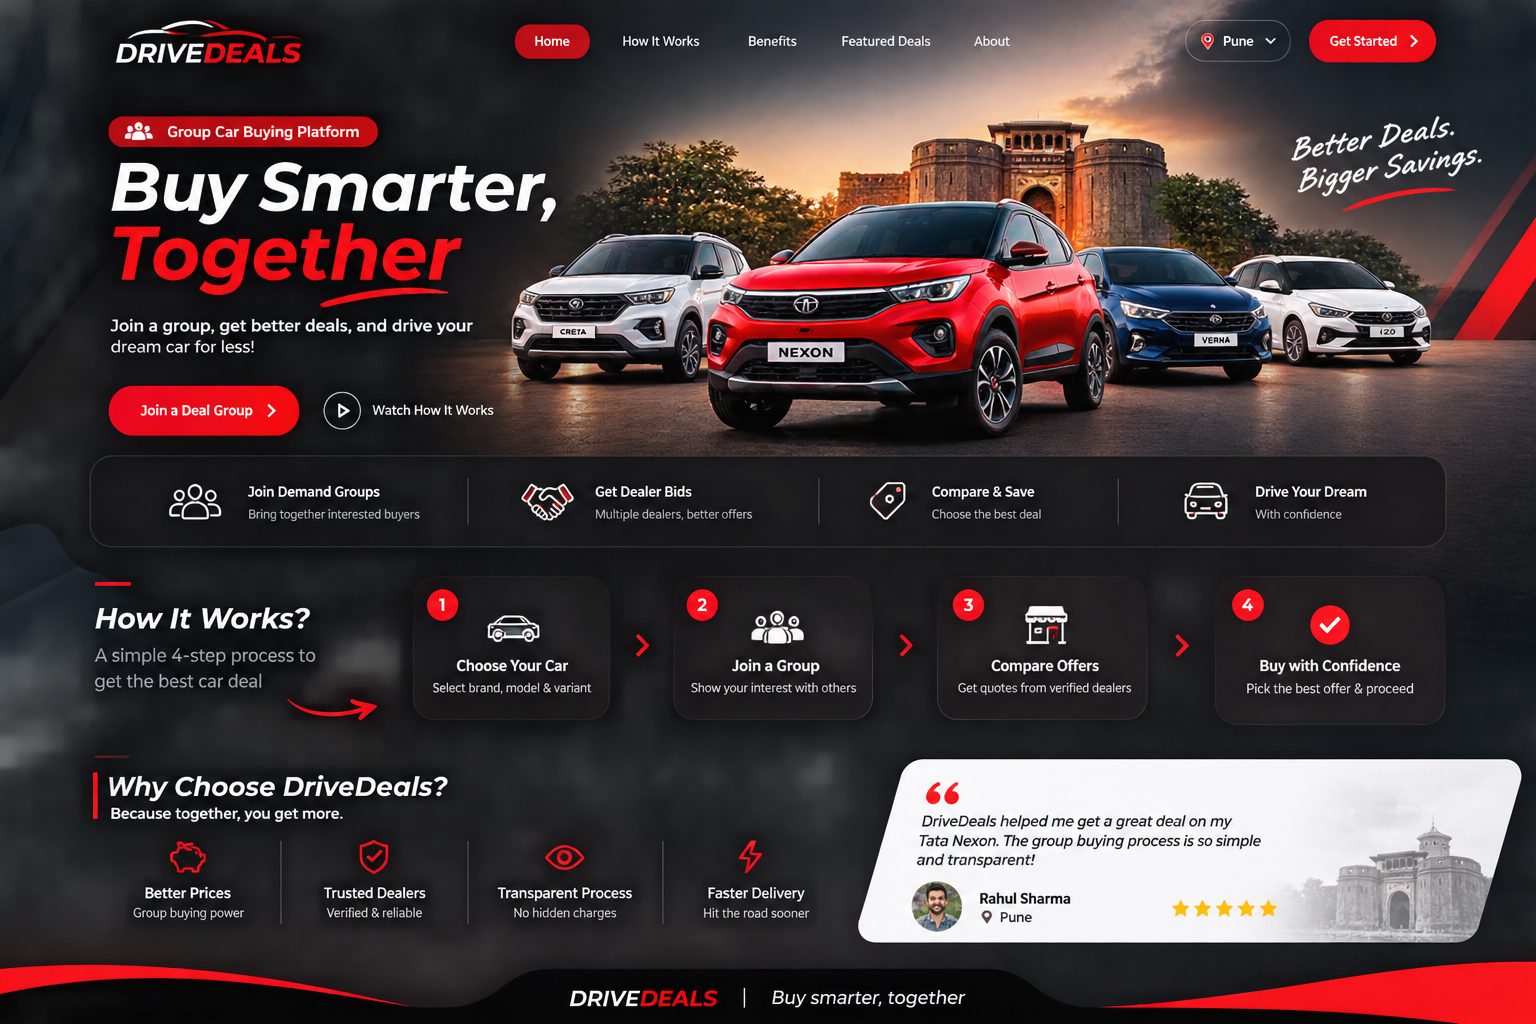 DRIVEDEALS
Home
How It Works
Benefits
Featured Deals
About
Pune
Get Started
Group Car Buying Platform
Buy Smarter,
Together
Join a group, get better deals, and drive your
dream car for less!
Join a Deal Group
Watch How It Works
Better Deals.
Bigger Savings.
CRETA
NEXON
VERNA
i20
Join Demand Groups
Bring together interested buyers
Get Dealer Bids
Multiple dealers, better offers
Compare & Save
Choose the best deal
Drive Your Dream
With confidence
How It Works?
A simple 4-step process to
get the best car deal
1
Choose Your Car
Select brand, model & variant
2
Join a Group
Show your interest with others
3
Compare Offers
Get quotes from verified dealers
4
Buy with Confidence
Pick the best offer & proceed
Why Choose DriveDeals?
Because together, you get more.
Better Prices
Group buying power
Trusted Dealers
Verified & reliable
Transparent Process
No hidden charges
Faster Delivery
Hit the road sooner
DriveDeals helped me get a great deal on my
Tata Nexon. The group buying process is so simple
and transparent!
Rahul Sharma
Pune
DRIVEDEALS | Buy smarter, together